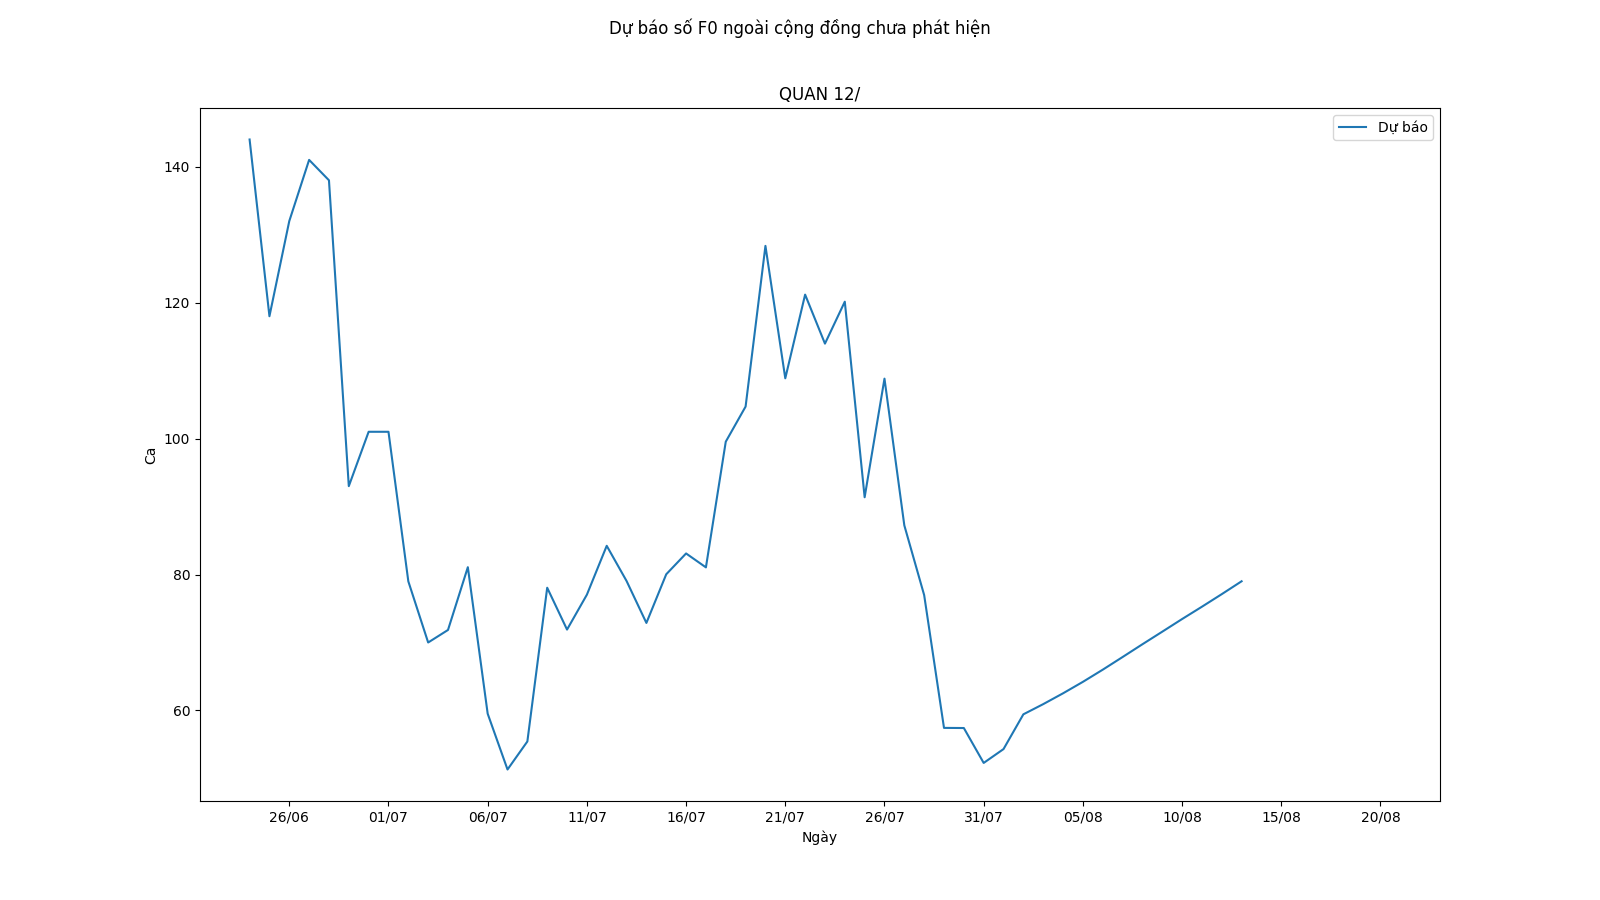 Dự báo số F0 ngoài cộng đồng chưa phát hiện
QUAN 12/
Dự báo
140
120
100
80
60
Ca
26/06 01/07 06/07 11/07 16/07 21/07 26/07 31/07 05/08 10/08 15/08 20/08
Ngày